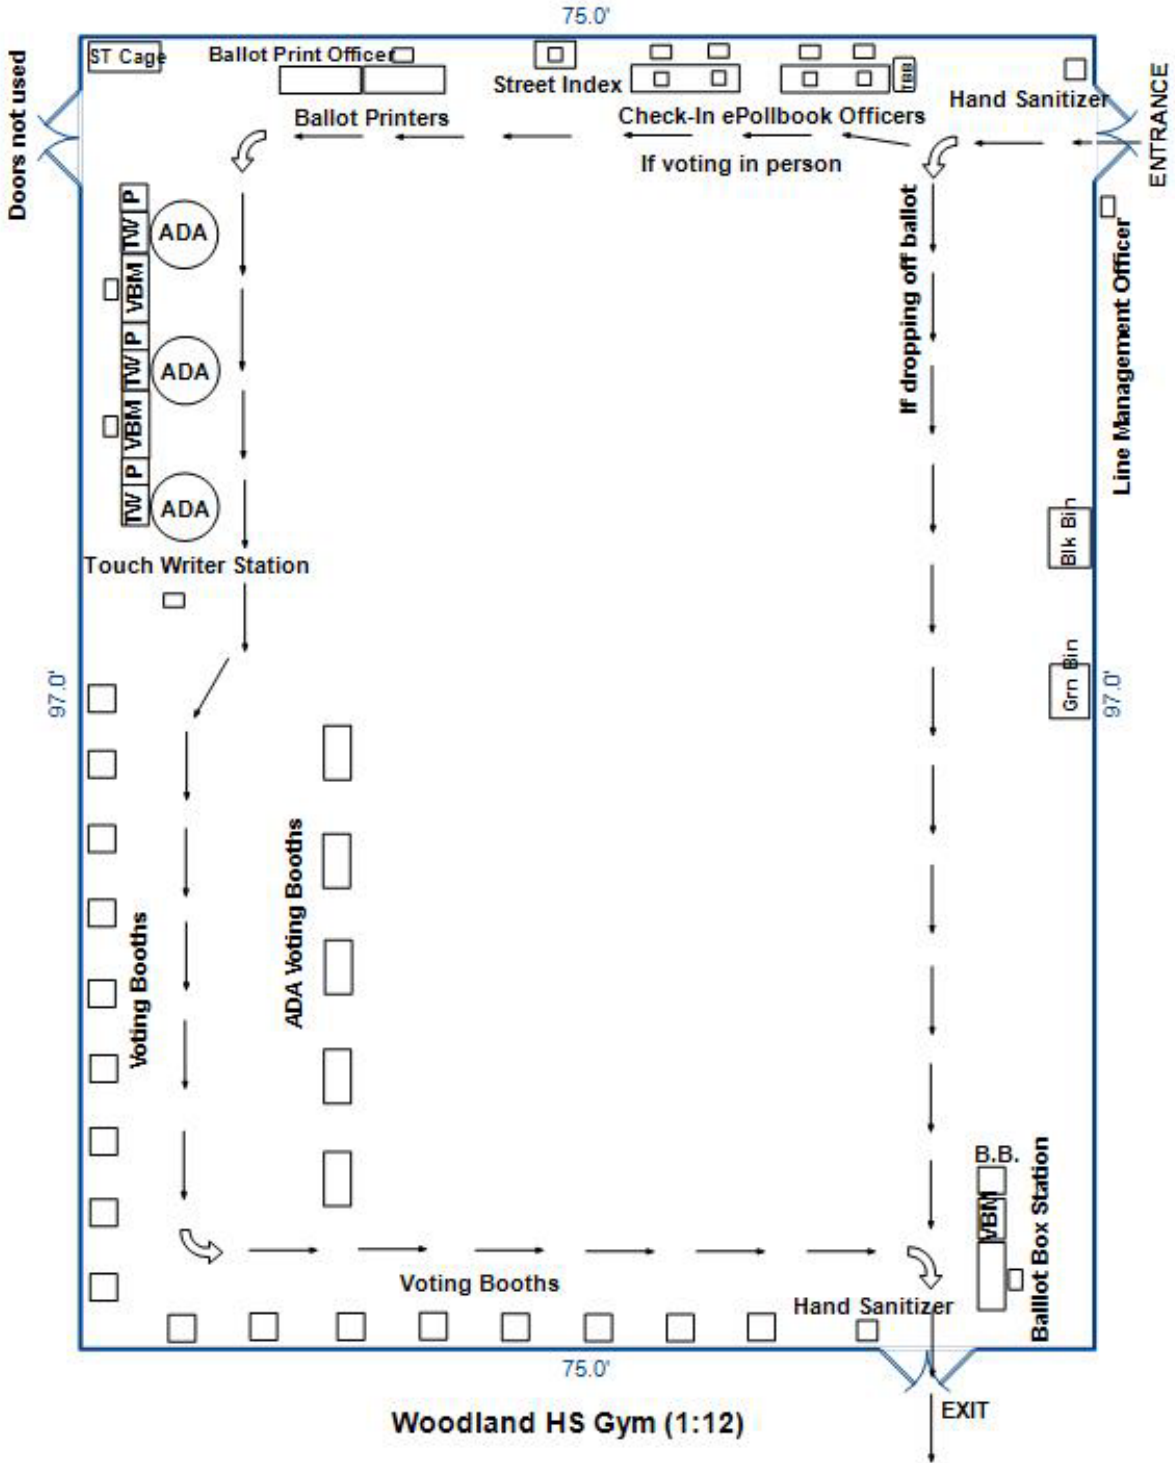 75.0'
ST Cage
Ballot Print Officer
Street Index
TBB
Hand Sanitizer
Ballot Printers
Check-In ePollbook Officers
If voting in person
Doors not used
ENTRANCE
P
TW
ADA
VBM
P
TW
ADA
VBM
P
TW
ADA
If dropping off ballot
Line Management Officer
Blk Bin
Touch Writer Station
Grn Bin
97.0'
97.0'
ADA Voting Booths
Voting Booths
B.B.
VBM
Balllot Box Station
Voting Booths
Hand Sanitizer
75.0'
EXIT
Woodland HS Gym (1:12)